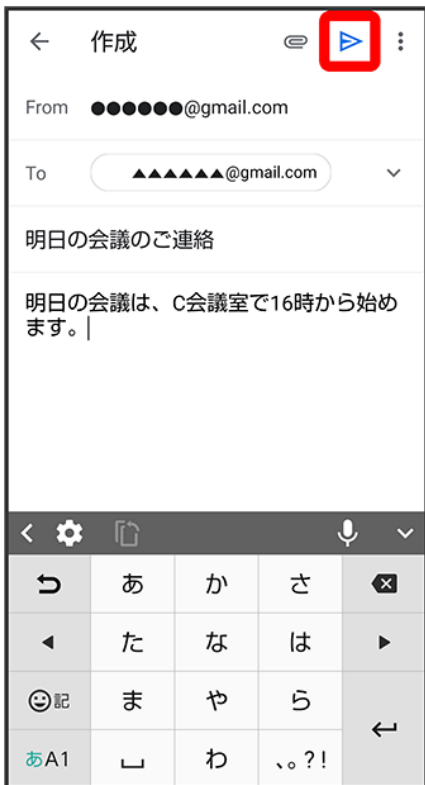 作成
From ●●●●●●@gmail.com
To ▲▲▲▲▲▲@gmail.com
明日の会議のご連絡
明日の会議は、C会議室で16時から始め
ます。
あ か さ
た な は
記 ま や ら
あA1 わ 、。?!